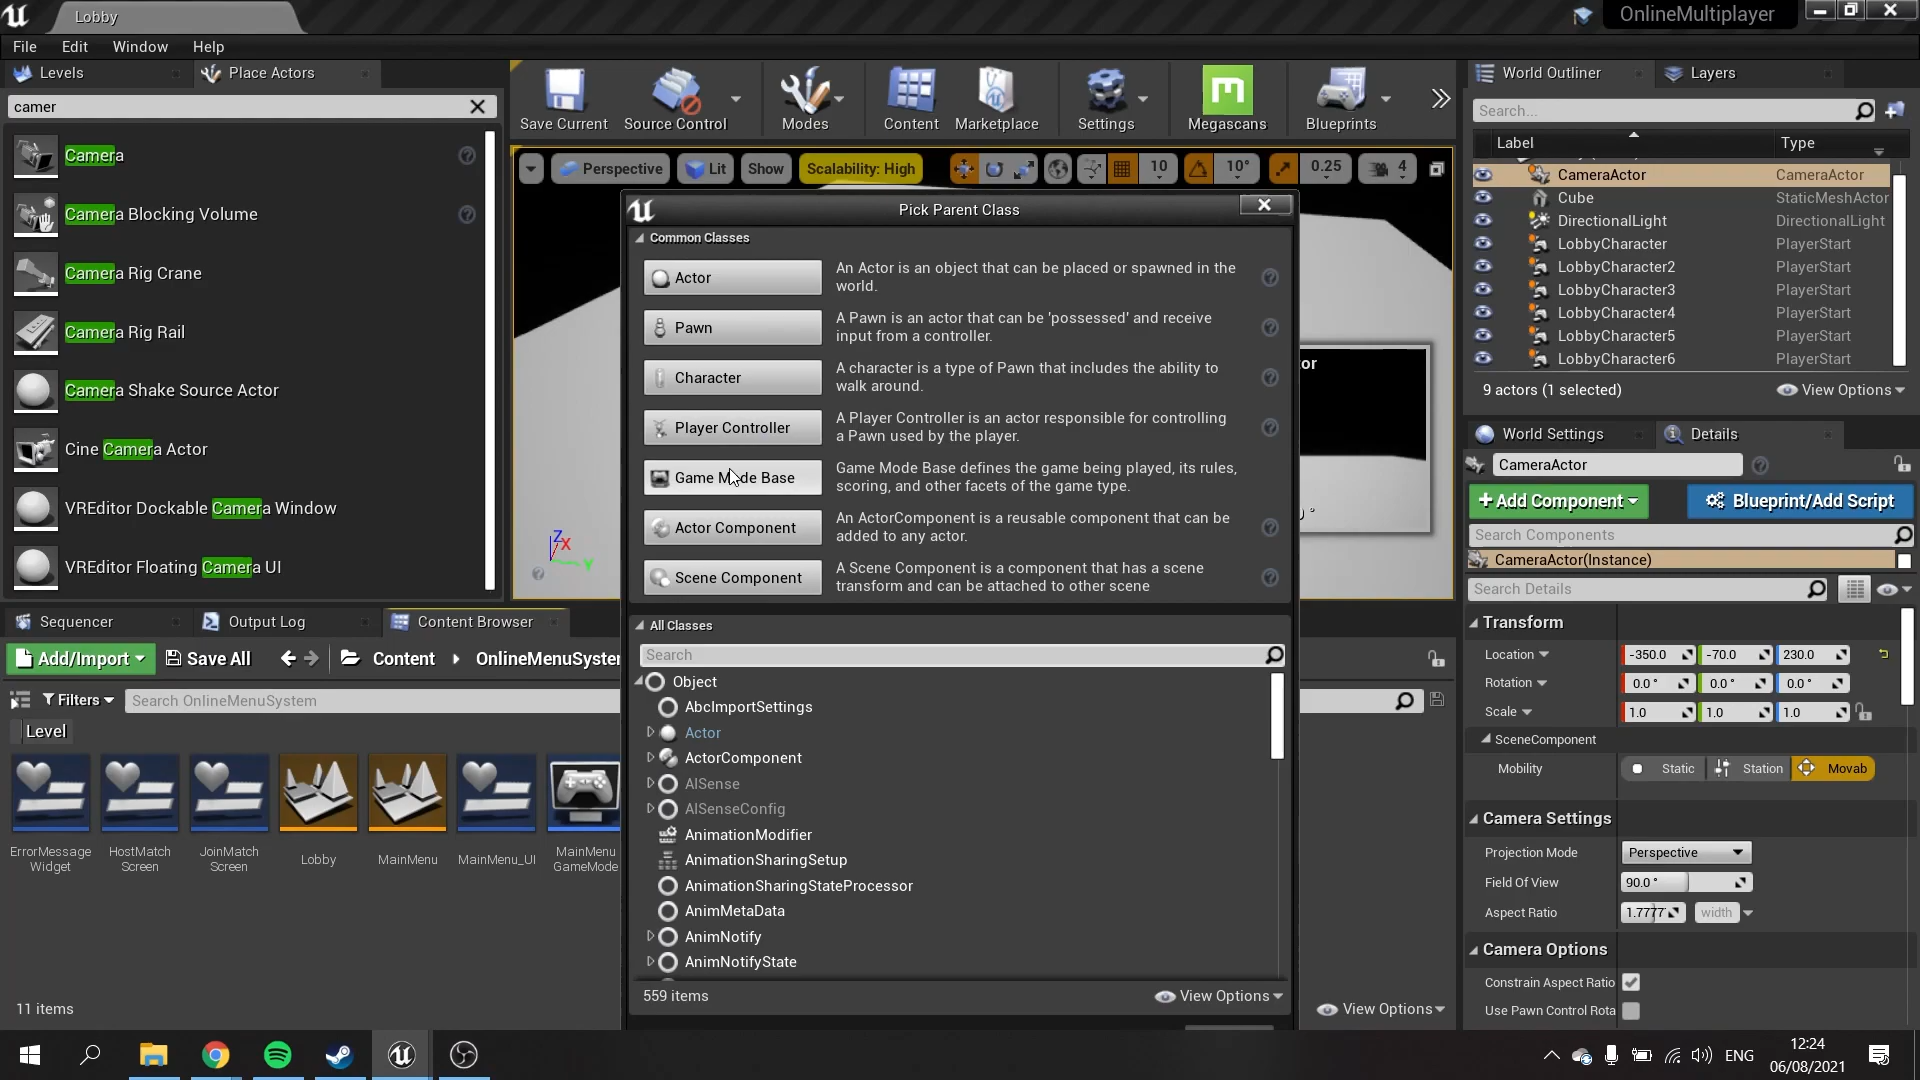 Lobby
OnlineMultiplayer
File Edit Window Help
Levels
Place Actors
camer
Camera
Camera Blocking Volume
Camera Rig Crane
Camera Rig Rail
Camera Shake Source Actor
Cine Camera Actor
VREditor Dockable Camera Window
VREditor Floating Camera UI
Save Current
Source Control
Modes
Content
Marketplace
Settings
Megascans
Blueprints
Perspective
Lit
Show
Scalability: High
10
10°
0.25
4
Z
X
Y
or
Pick Parent Class
Common Classes
Actor
An Actor is an object that can be placed or spawned in the
world.
Pawn
A Pawn is an actor that can be 'possessed' and receive
input from a controller.
Character
A character is a type of Pawn that includes the ability to
walk around.
Player Controller
A Player Controller is an actor responsible for controlling
a Pawn used by the player.
Game Mode Base
Game Mode Base defines the game being played, its rules,
scoring, and other facets of the game type.
Actor Component
An ActorComponent is a reusable component that can be
added to any actor.
Scene Component
A Scene Component is a component that has a scene
transform and can be attached to other scene
All Classes
Search
Object
AbcImportSettings
Actor
ActorComponent
AISense
AISenseConfig
AnimationModifier
AnimationSharingSetup
AnimationSharingStateProcessor
AnimMetaData
AnimNotify
AnimNotifyState
559 items
View Options
World Outliner
Layers
Search...
Label
Type
CameraActor CameraActor
Cube StaticMeshActor
DirectionalLight DirectionalLight
LobbyCharacter PlayerStart
LobbyCharacter2 PlayerStart
LobbyCharacter3 PlayerStart
LobbyCharacter4 PlayerStart
LobbyCharacter5 PlayerStart
LobbyCharacter6 PlayerStart
9 actors (1 selected)
View Options
World Settings
Details
CameraActor
+ Add Component
Blueprint/Add Script
Search Components
CameraActor(Instance)
Search Details
Transform
Location -350.0 -70.0 230.0
Rotation 0.0° 0.0° 0.0°
Scale 1.0 1.0 1.0
SceneComponent
Mobility Static Station Movab
Camera Settings
Projection Mode Perspective
Field Of View 90.0°
Aspect Ratio 1.7777 width
Camera Options
Constrain Aspect Ratio
Use Pawn Control Rota
Sequencer
Output Log
Content Browser
Add/Import
Save All
Content
OnlineMenuSyster
Filters
Search OnlineMenuSystem
Level
ErrorMessage
Widget
HostMatch
Screen
JoinMatch
Screen
Lobby
MainMenu
MainMenu_UI
MainMenu
GameMode
11 items
View Options
ENG
12:24
06/08/2021